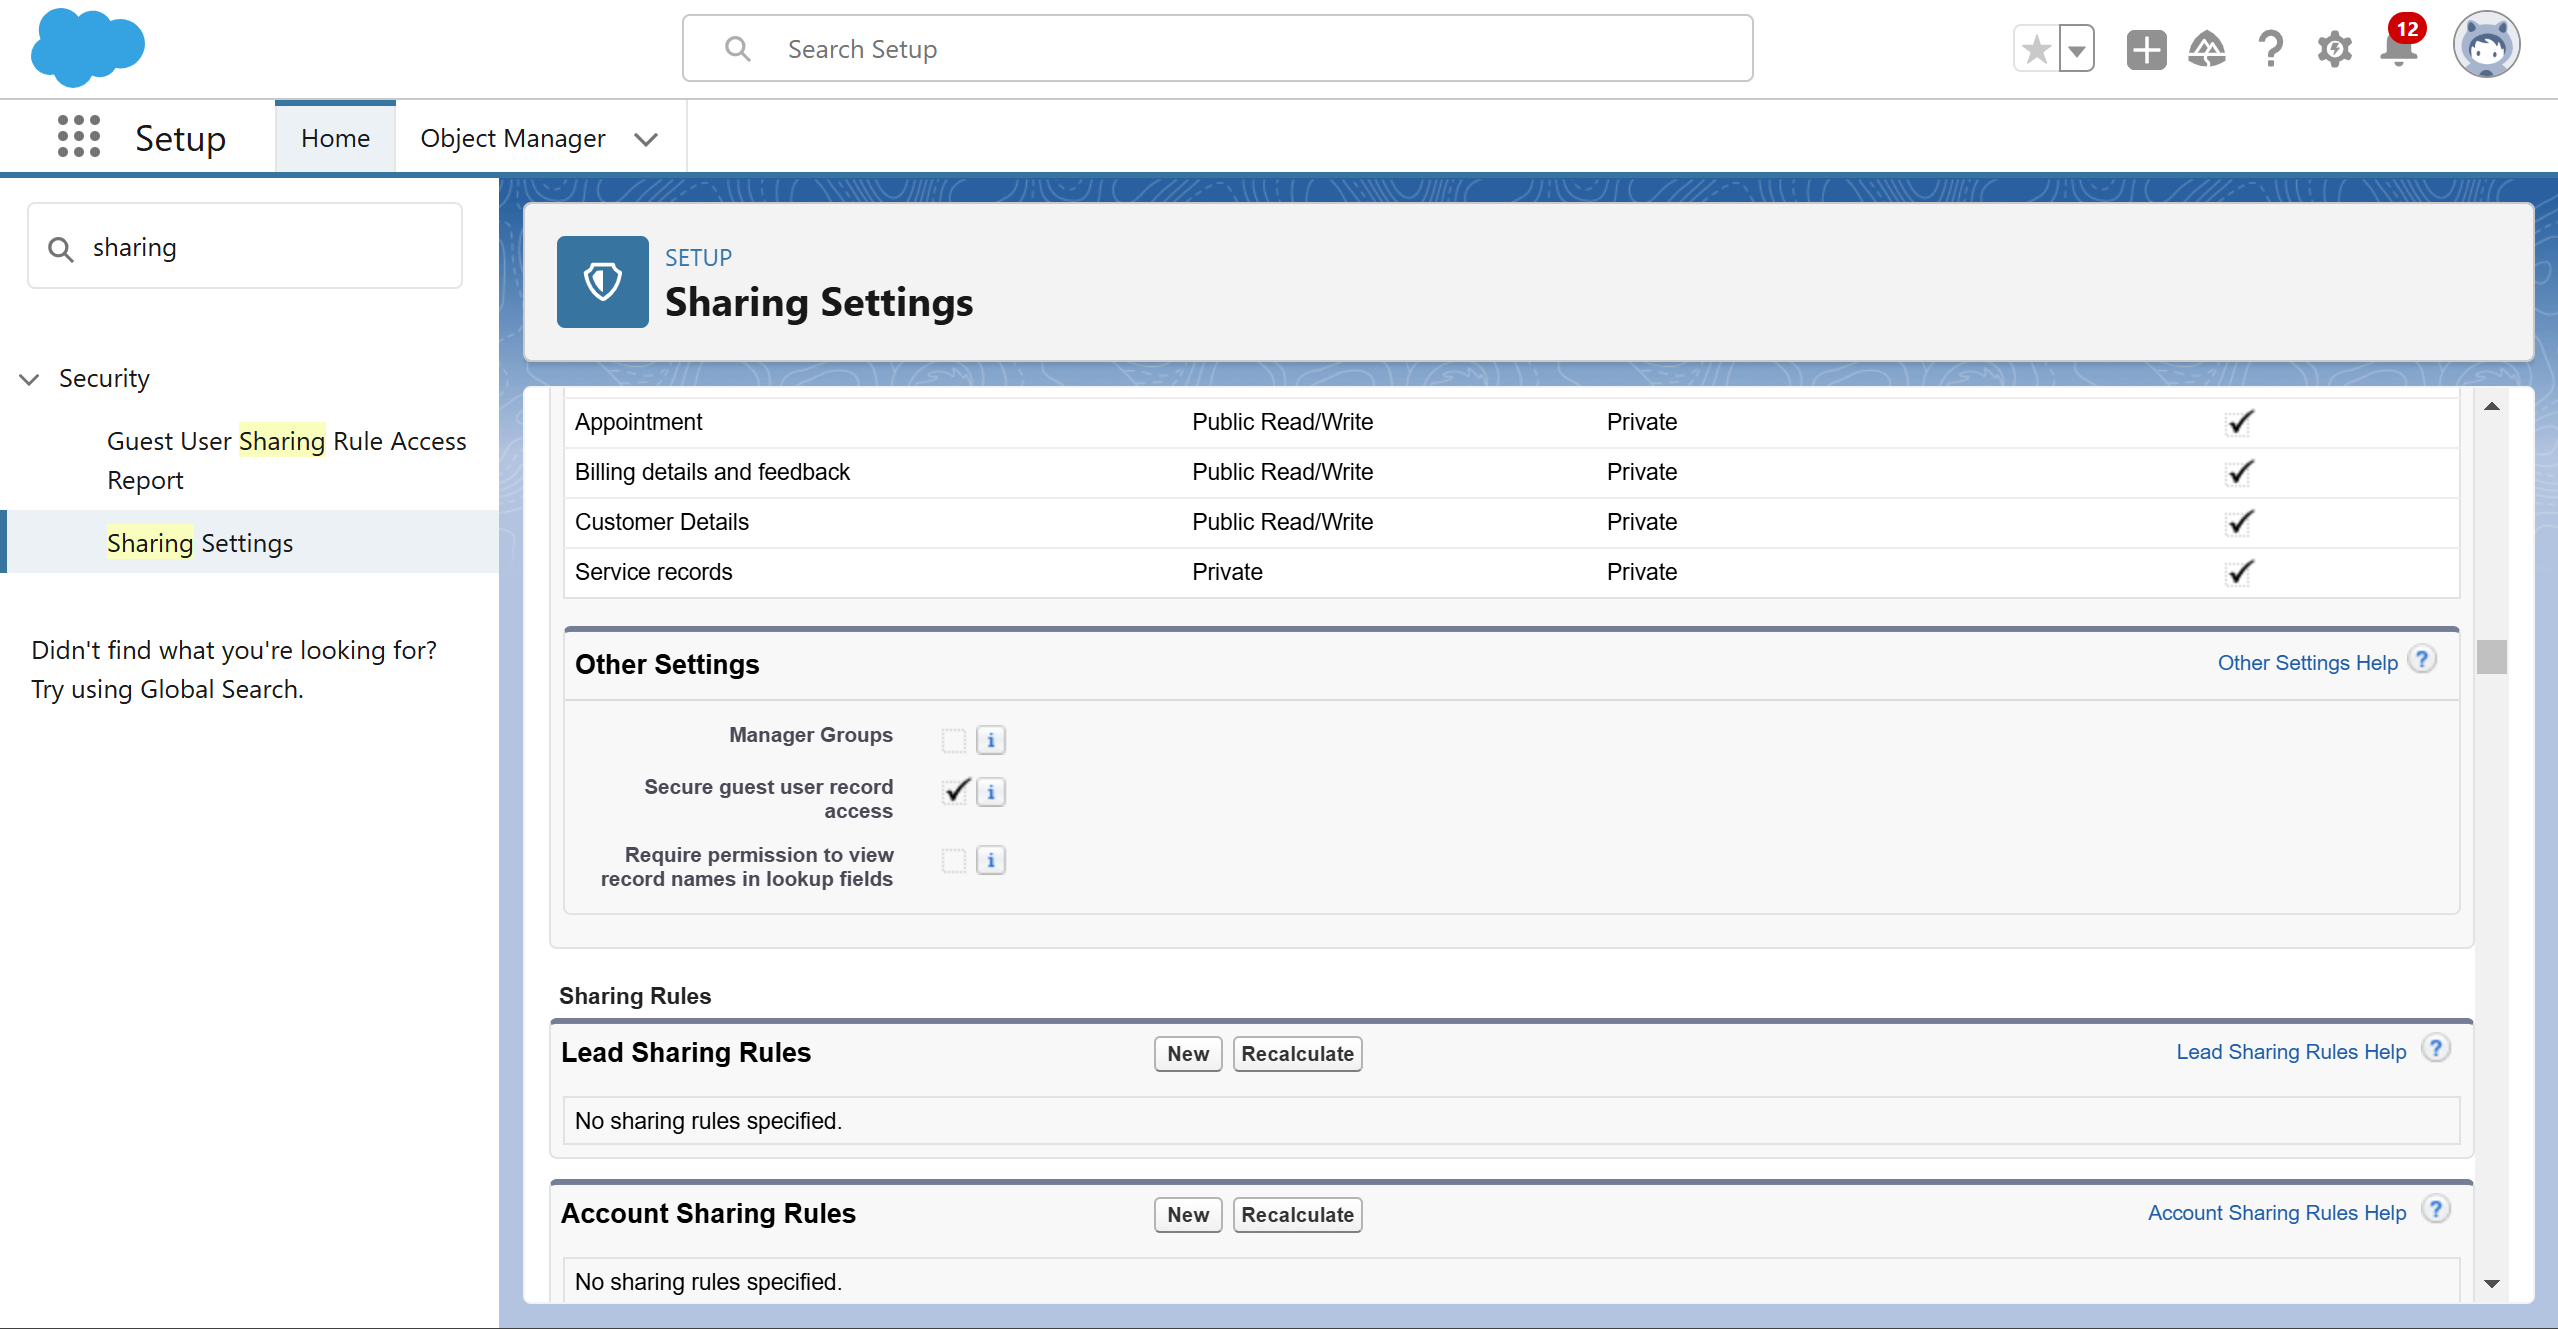 Search Setup
12
Setup
Home
Object Manager
sharing
Security
Guest User Sharing Rule Access
Report
Sharing Settings
Didn't find what you're looking for?
Try using Global Search.
SETUP
Sharing Settings
Appointment Public Read/Write Private
Billing details and feedback Public Read/Write Private
Customer Details Public Read/Write Private
Service records Private Private
Other Settings
Other Settings Help ?
Manager Groups i
Secure guest user record
access
i
Require permission to view
record names in lookup fields
i
Sharing Rules
Lead Sharing Rules New Recalculate Lead Sharing Rules Help ?
No sharing rules specified.
Account Sharing Rules New Recalculate Account Sharing Rules Help ?
No sharing rules specified.